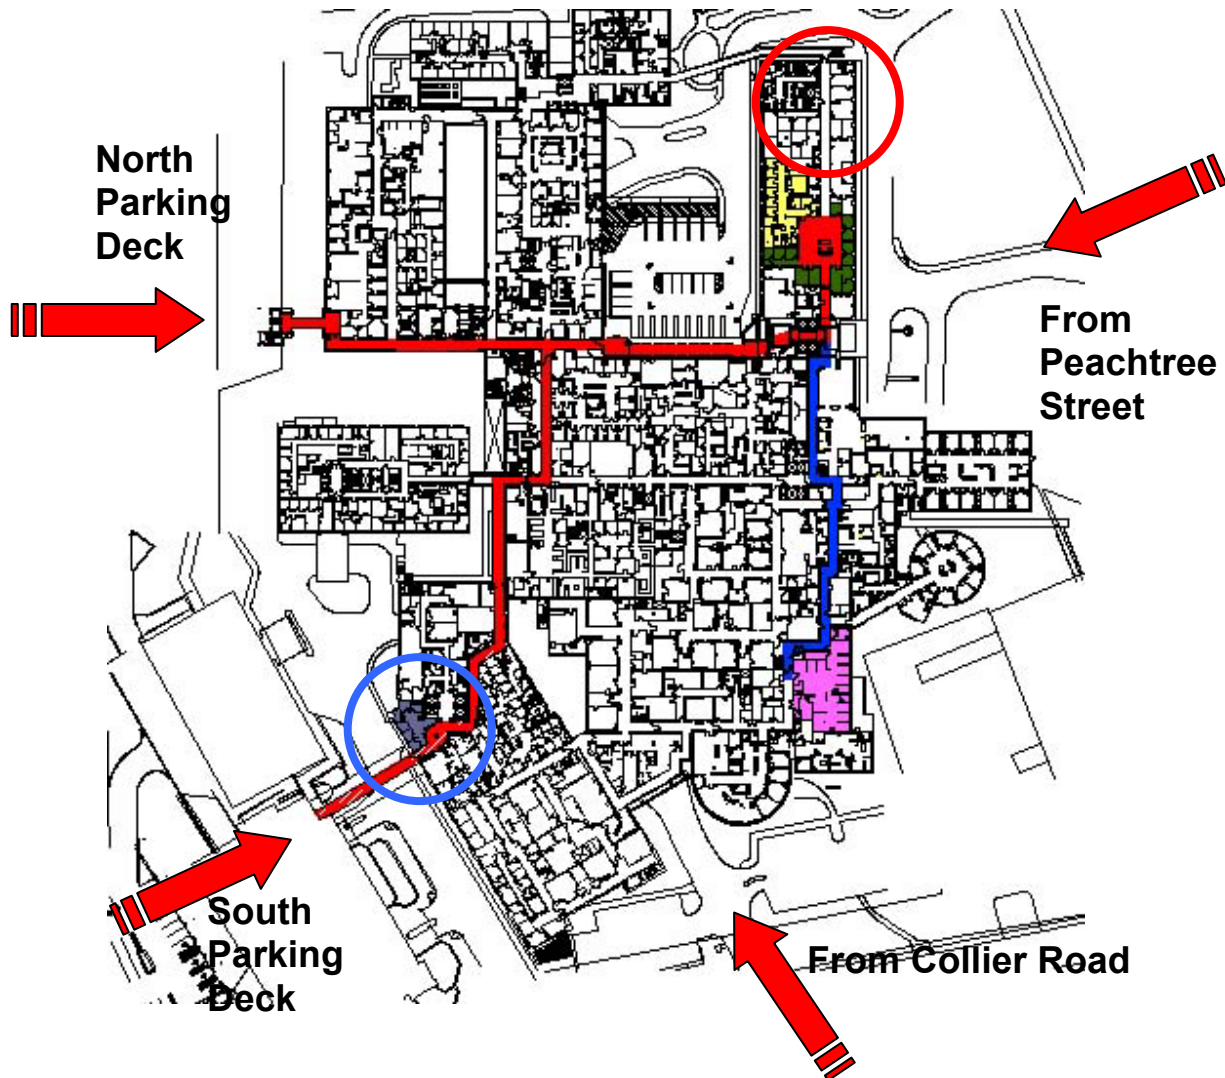 North
Parking
Deck
From
Peachtree
Street
South
Parking
Deck
From Collier Road